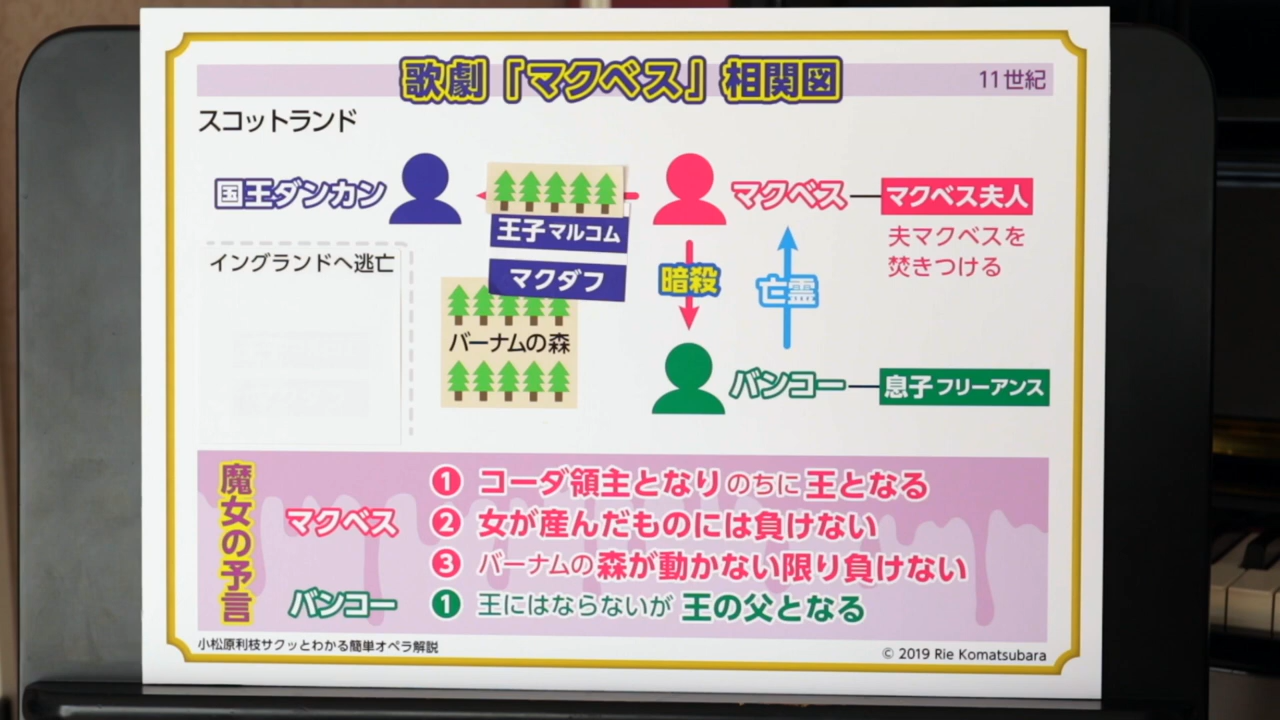 歌劇「マクベス」相関図
11世紀
スコットランド
国王ダンカン
王子マルコム
マクダフ
マクベス
マクベス夫人
夫マクベスを
焚きつける
イングランドへ逃亡
暗殺
亡霊
バーナムの森
バンコー
息子フリーアンス
魔女の予言
マクベス
❶ コーダ領主となりのちに王となる
❷ 女が産んだものには負けない
❸ バーナムの森が動かない限り負けない
バンコー
❶ 王にはならないが 王の父となる
小松原利枝サクッとわかる簡単オペラ解説
© 2019 Rie Komatsubara